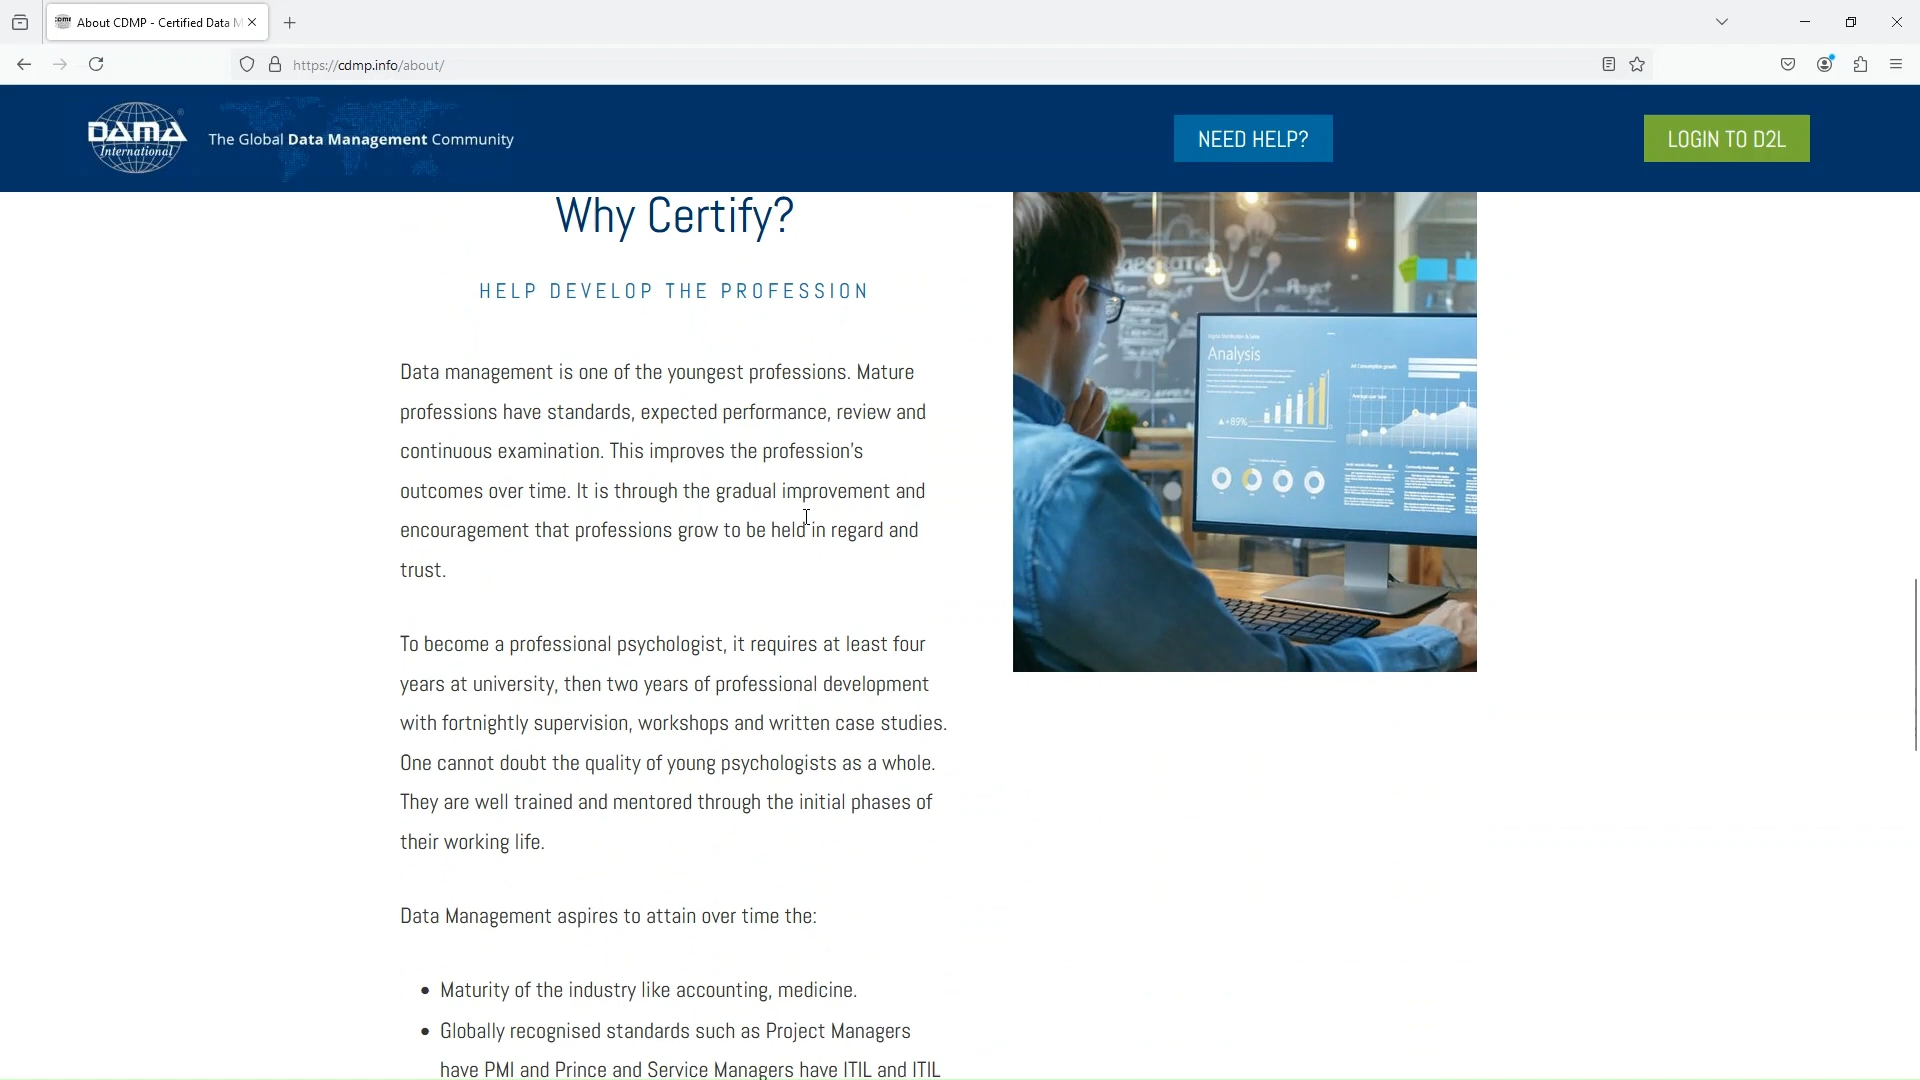 About CDMP - Certified Data M
https://cdmp.info/about/
DAMA
International
The Global Data Management Community
NEED HELP?
LOGIN TO D2L
Why Certify?
HELP DEVELOP THE PROFESSION
Data management is one of the youngest professions. Mature
professions have standards, expected performance, review and
continuous examination. This improves the profession's
outcomes over time. It is through the gradual improvement and
encouragement that professions grow to be held in regard and
trust.
To become a professional psychologist, it requires at least four
years at university, then two years of professional development
with fortnightly supervision, workshops and written case studies.
One cannot doubt the quality of young psychologists as a whole.
They are well trained and mentored through the initial phases of
their working life.
Data Management aspires to attain over time the:
Maturity of the industry like accounting, medicine.
Globally recognised standards such as Project Managers
have PMI and Prince and Service Managers have ITIL and ITIL
Analysis
+89%